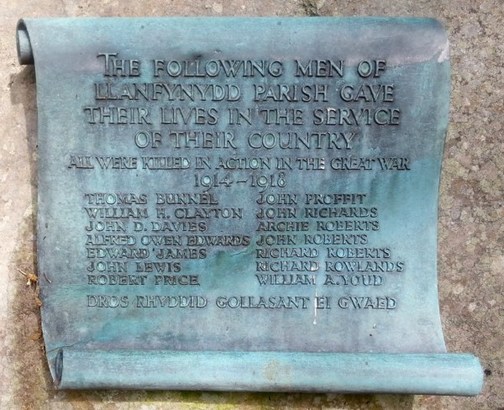 THE FOLLOWING MEN OF
LLANFYNYDD PARISH GAVE
THEIR LIVES IN THE SERVICE
OF THEIR COUNTRY
ALL WERE KILLED IN ACTION IN THE GREAT WAR
1914-1918
THOMAS BUNNEL
WILLIAM H. CLAYTON
JOHN D. DAVIES
ALFRED OWEN EDWARDS
EDWARD JAMES
JOHN LEWIS
ROBERT PRICE
JOHN PROFFIT
JOHN RICHARDS
ARCHIE ROBERTS
JOHN ROBERTS
RICHARD ROBERTS
RICHARD ROWLANDS
WILLIAM A. YOUD
DROS RHYDDID GOLLASANT EI GWAED